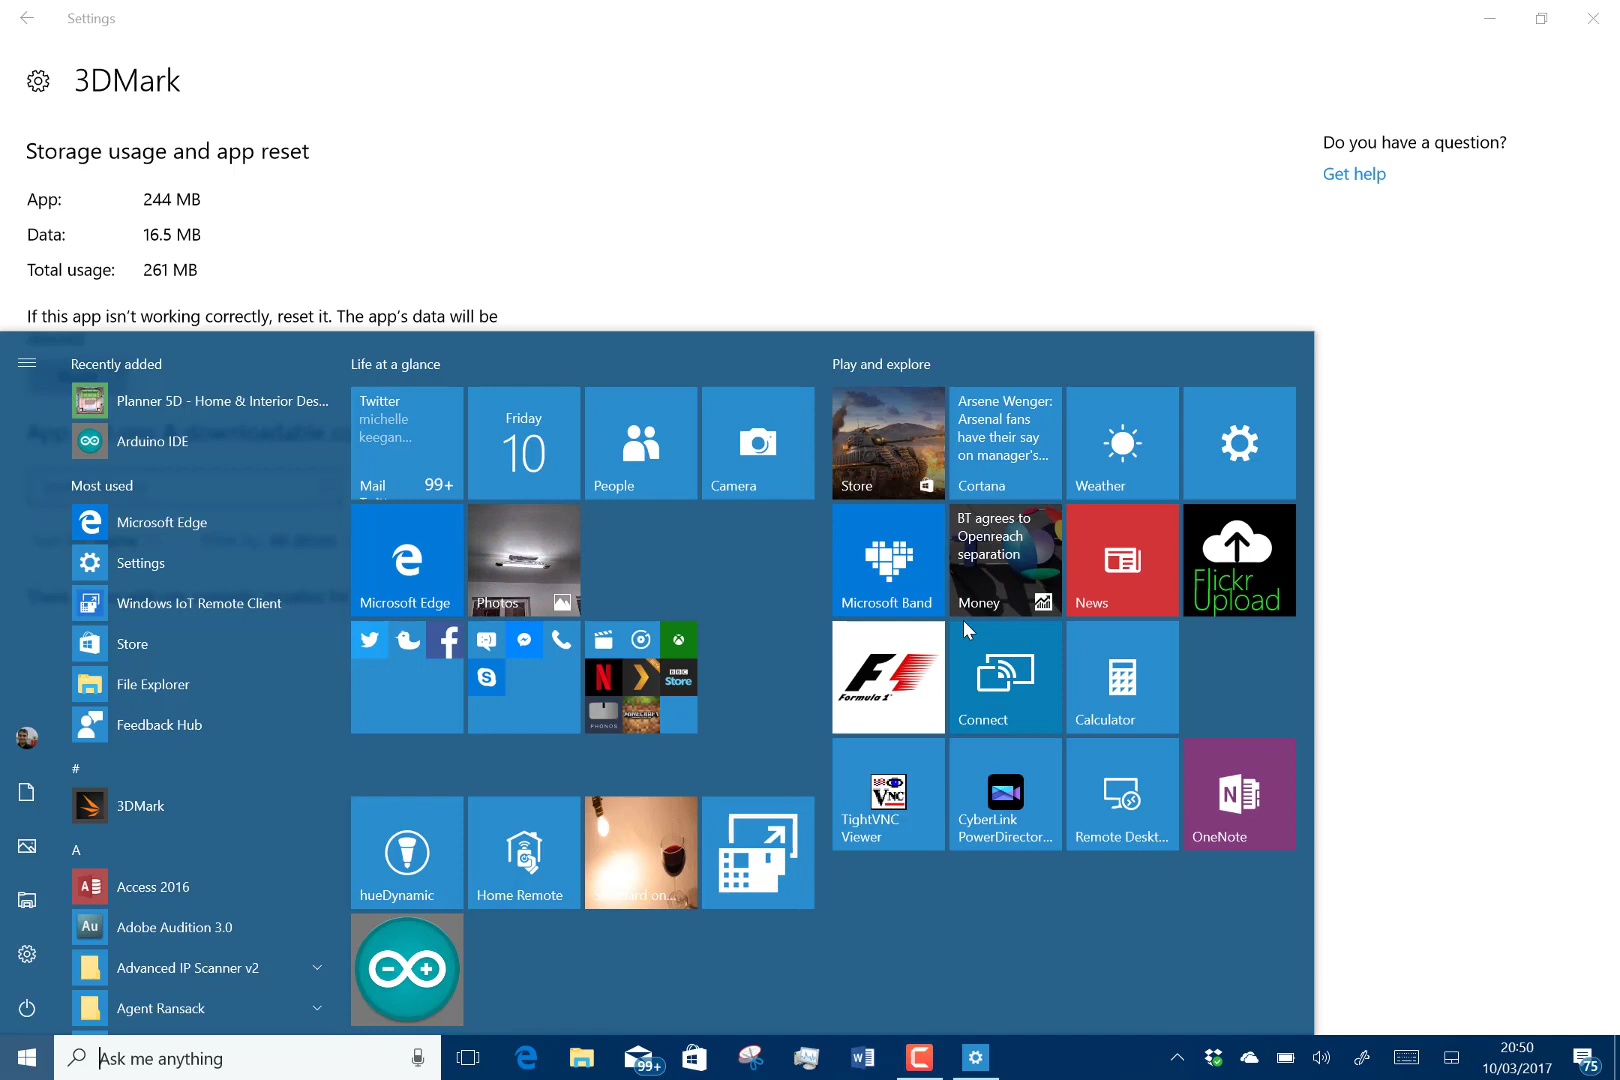 Settings
3DMark
Storage usage and app reset
App: 244 MB
Data: 16.5 MB
Total usage: 261 MB
If this app isn't working correctly, reset it. The app's data will be
Do you have a question?
Get help
Recently added
Planner 5D - Home & Interior Des...
Arduino IDE
Most used
Microsoft Edge
Settings
Windows IoT Remote Client
Store
File Explorer
Feedback Hub
#
3DMark
A
Access 2016
Adobe Audition 3.0
Advanced IP Scanner v2
Agent Ransack
Life at a glance
Twitter
michelle
keegan...
Mail 99+
Friday
10
People
Camera
Microsoft Edge
Photos
BBC
Store
PHONOS
MINECRAFT
hueDynamic
Home Remote
Play and explore
Store
Arsene Wenger:
Arsenal fans
have their say
on manager's...
Cortana
Weather
Microsoft Band
BT agrees to
Openreach
separation
Money
News
Flickr
Upload
F1
Formula 1
Connect
Calculator
VNC
TightVNC
Viewer
CyberLink
PowerDirector...
Remote Deskt...
OneNote
Ask me anything
99+
20:50
10/03/2017
75